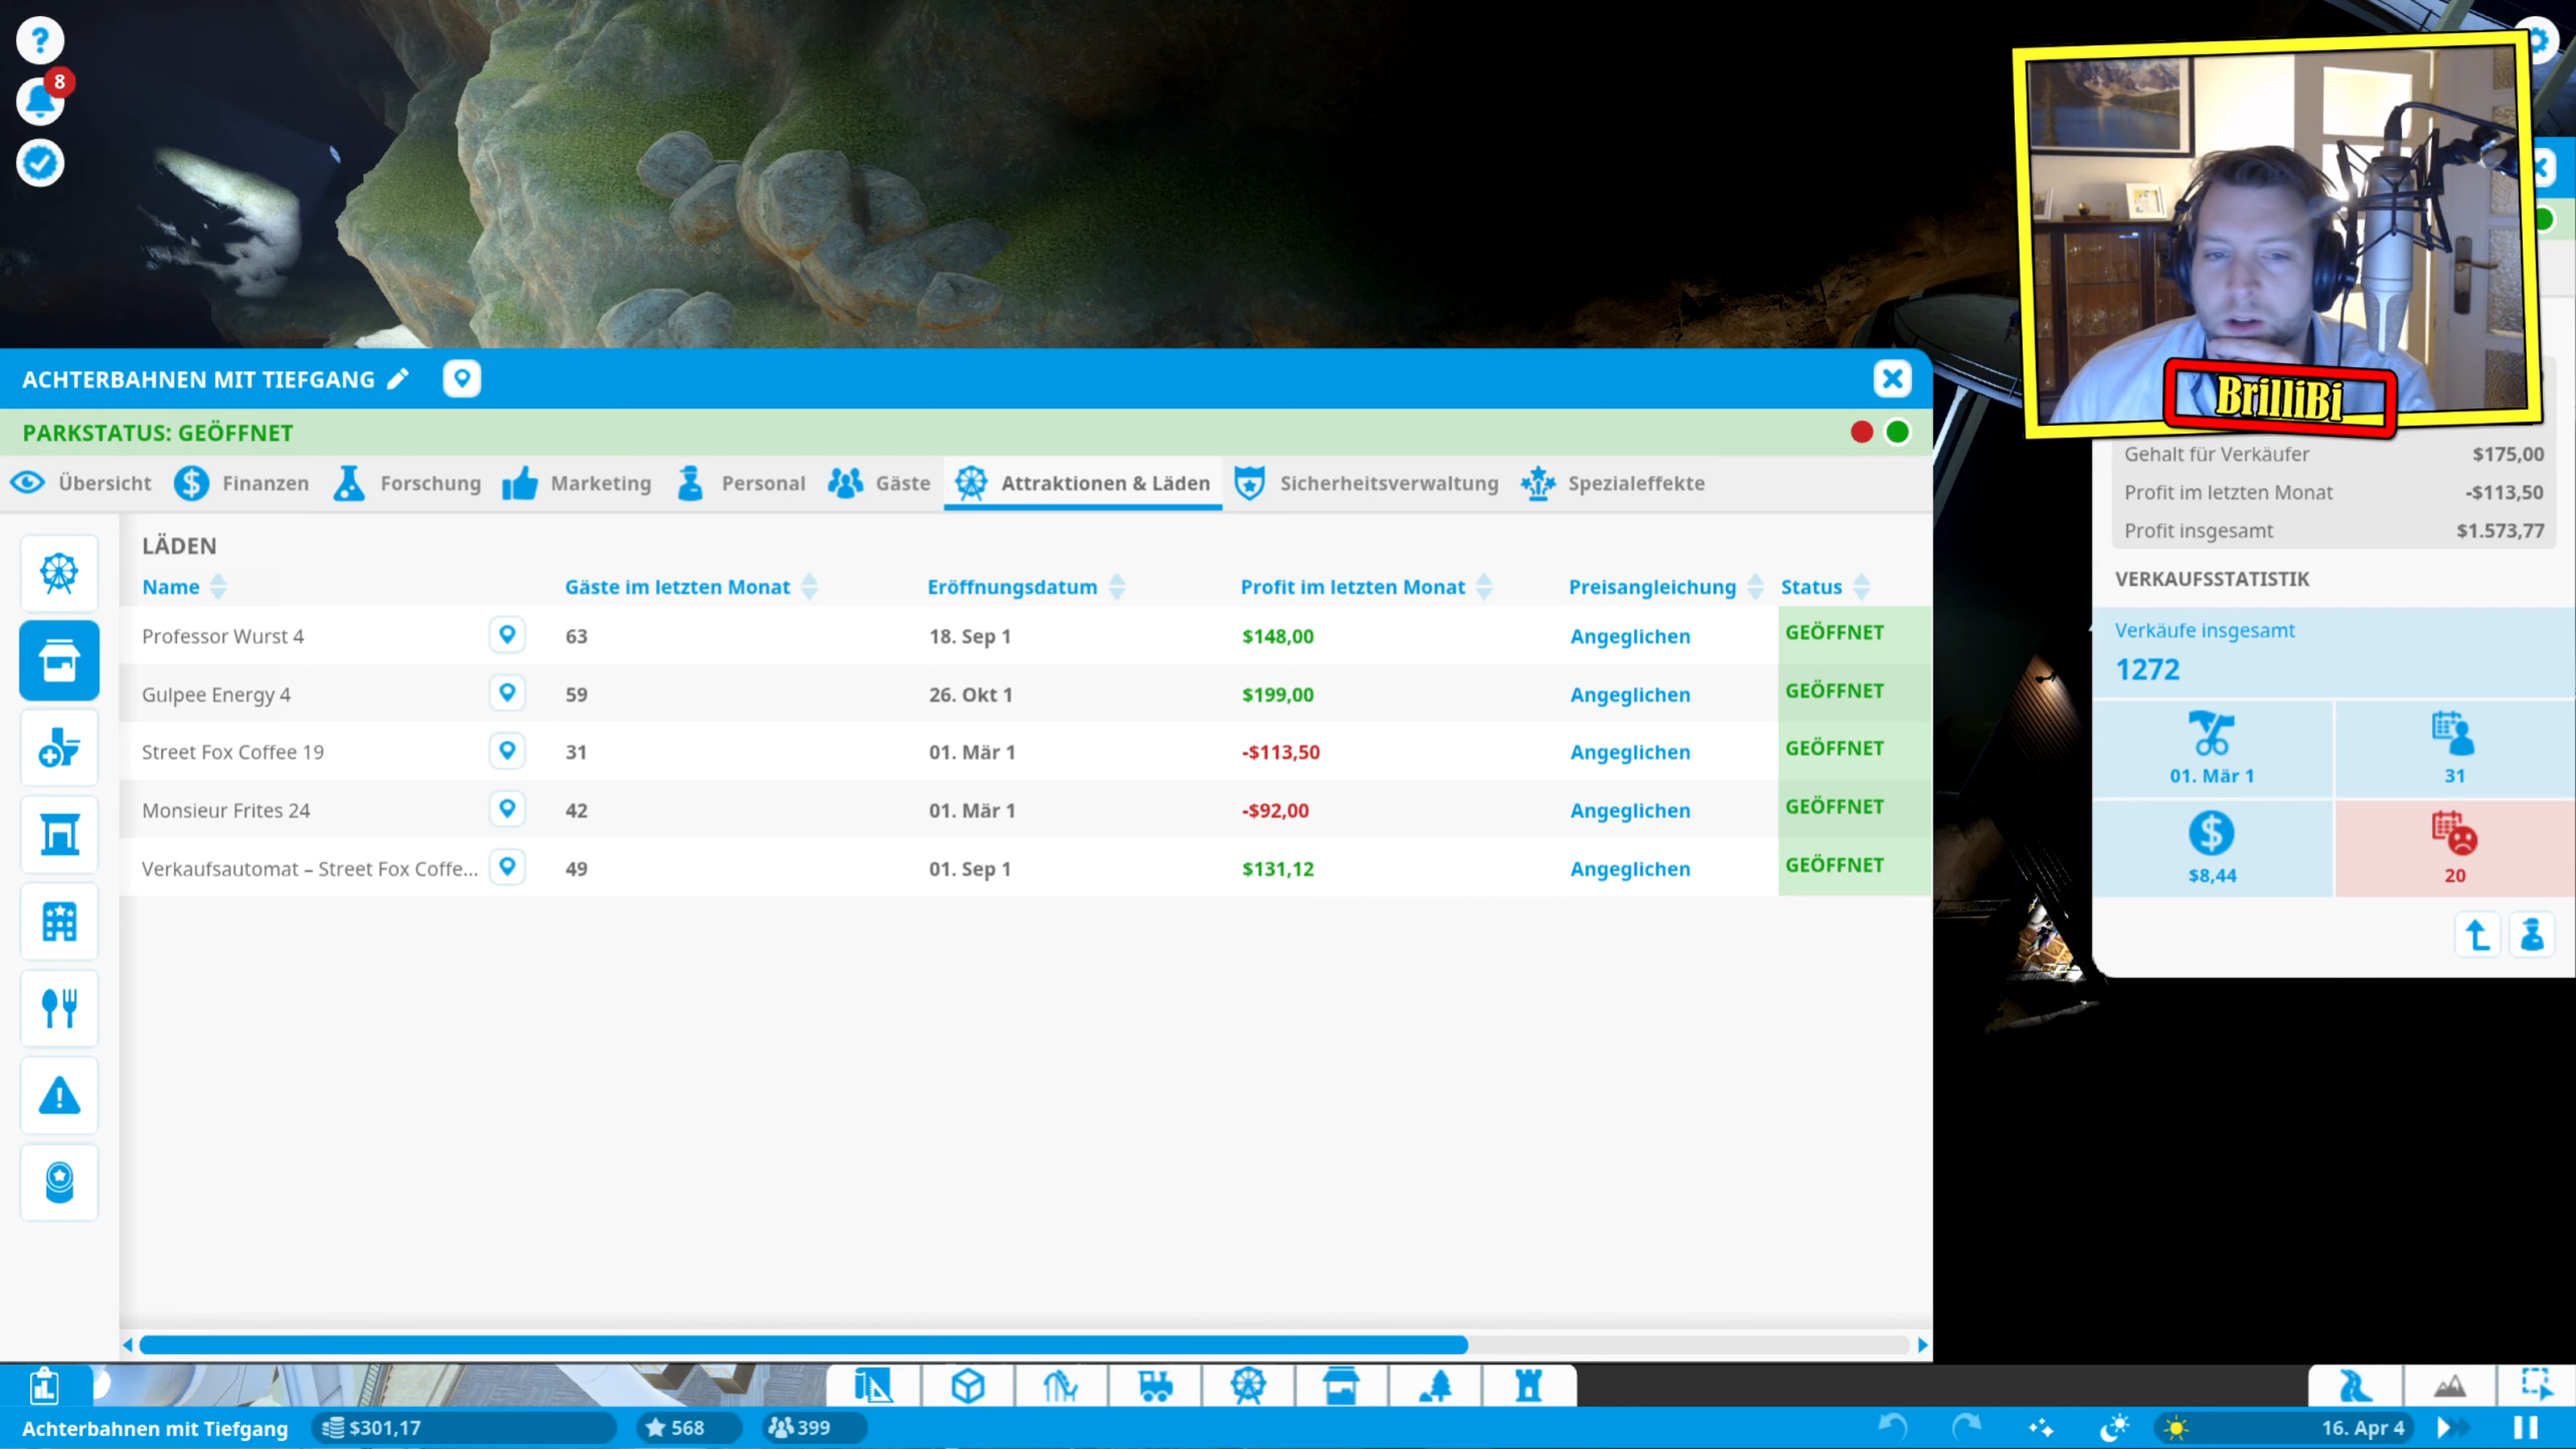 ?
8
BrilliBi
ACHTERBAHNEN MIT TIEFGANG
PARKSTATUS: GEÖFFNET
Übersicht Finanzen Forschung Marketing Personal Gäste Attraktionen & Läden Sicherheitsverwaltung Spezialeffekte
LÄDEN
Name Gäste im letzten Monat Eröffnungsdatum Profit im letzten Monat Preisangleichung Status
Professor Wurst 4 63 18. Sep 1 $148,00 Angeglichen GEÖFFNET
Gulpee Energy 4 59 26. Okt 1 $199,00 Angeglichen GEÖFFNET
Street Fox Coffee 19 31 01. Mär 1 -$113,50 Angeglichen GEÖFFNET
Monsieur Frites 24 42 01. Mär 1 -$92,00 Angeglichen GEÖFFNET
Verkaufsautomat – Street Fox Coffe... 49 01. Sep 1 $131,12 Angeglichen GEÖFFNET
Gehalt für Verkäufer $175,00
Profit im letzten Monat -$113,50
Profit insgesamt $1.573,77
VERKAUFSSTATISTIK
Verkäufe insgesamt
1272
01. Mär 1 31
$8,44 20
Achterbahnen mit Tiefgang $301,17 568 399 16. Apr 4